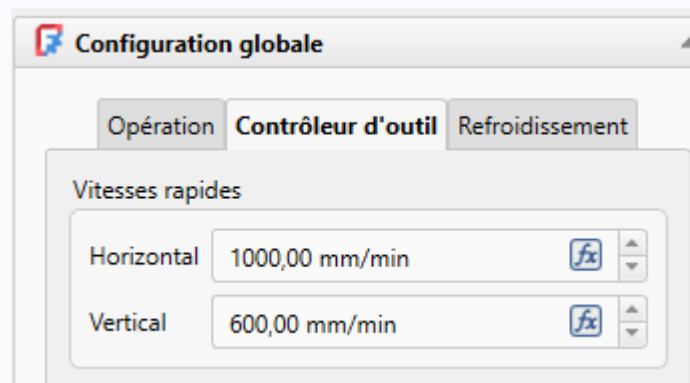 Configuration globale
Opération Contrôleur d'outil Refroidissement
Vitesses rapides
Horizontal 1000,00 mm/min
Vertical 600,00 mm/min